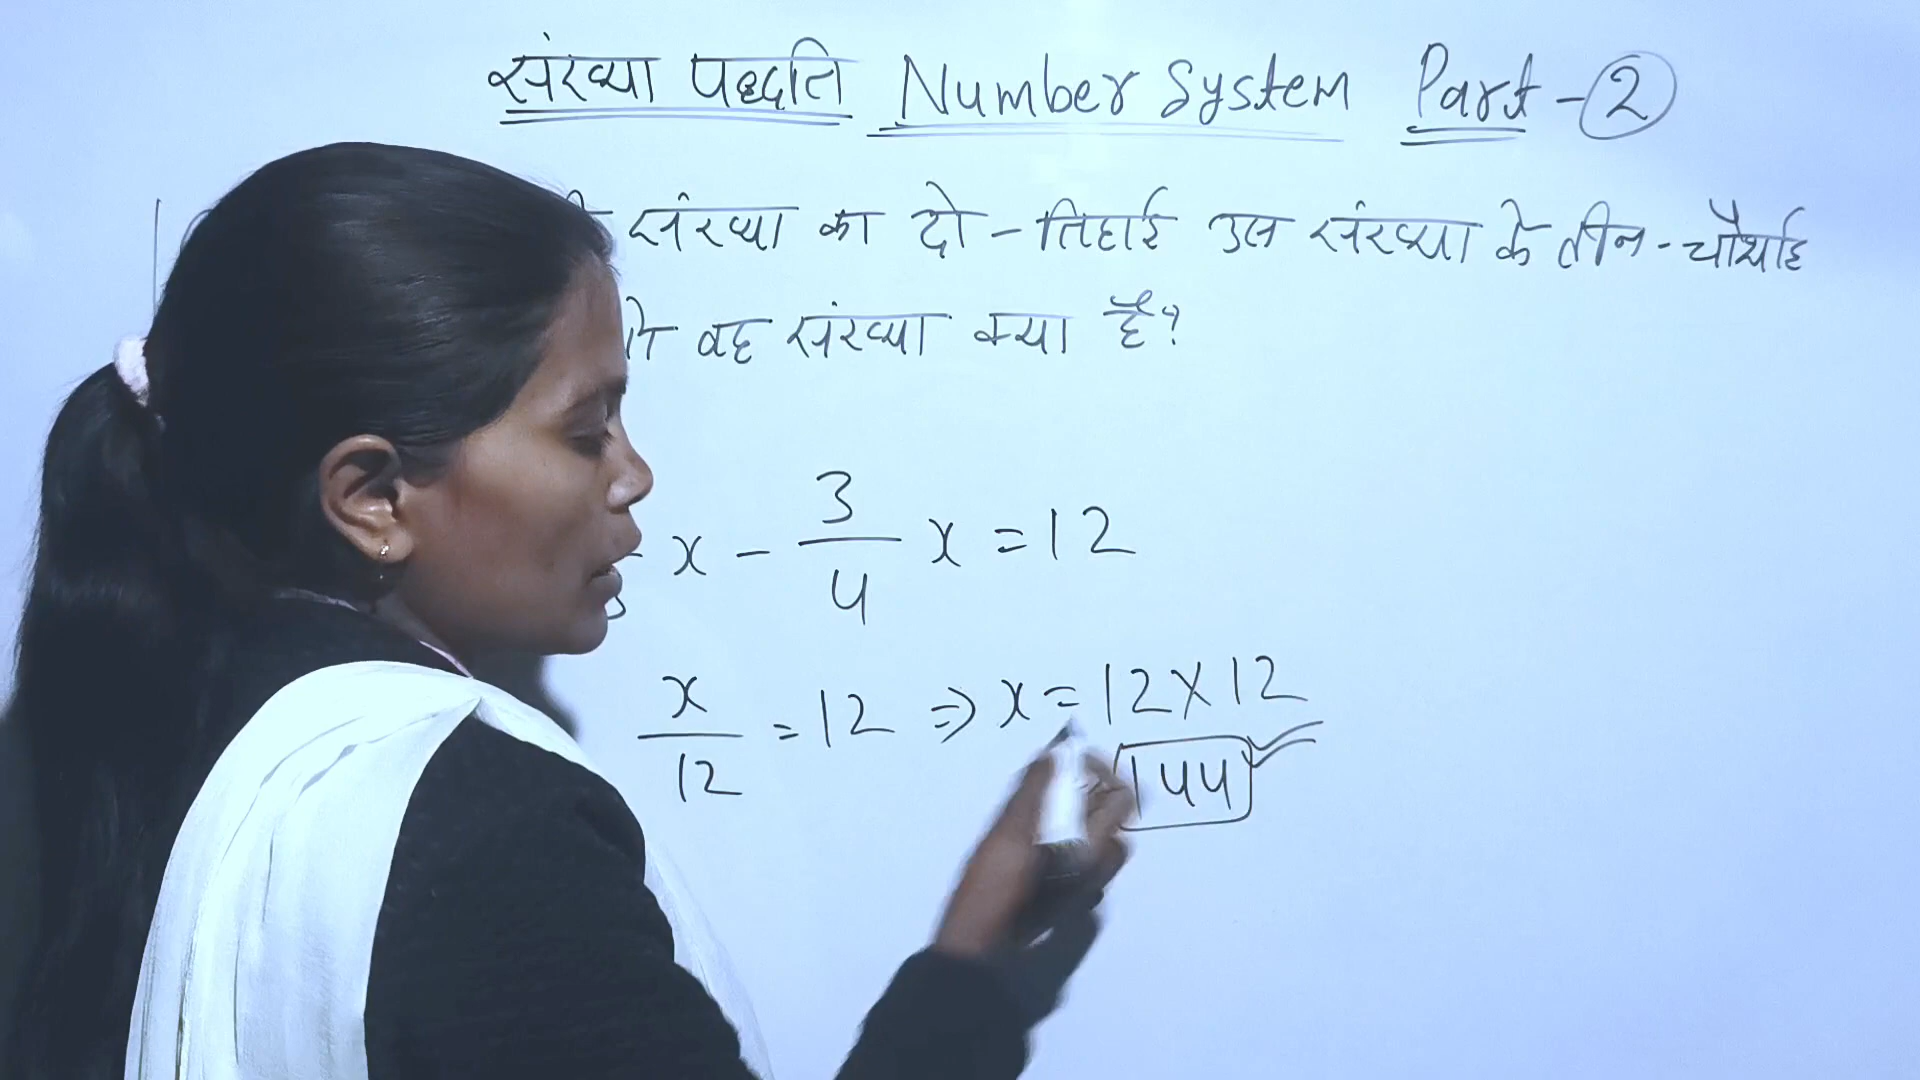 संख्या पद्धति Number System Part - 2
संख्या का दो - तिहाई उस संख्या के तीन - चौथाई
वह संख्या क्या है?
x - 3/4 x = 12
x/12 = 12 ⇒ x = 12 X 12
144